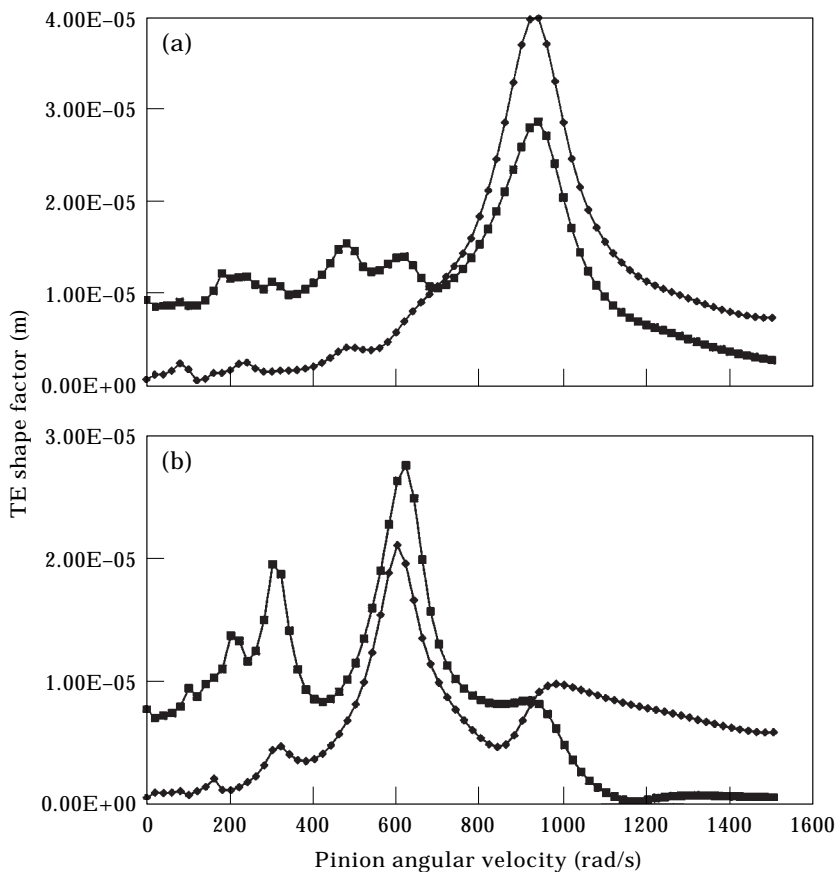 (a)
4.00E–05
3.00E–05
2.00E–05
1.00E–05
0.00E+00
TE shape factor (m)
(b)
3.00E–05
2.00E–05
1.00E–05
0.00E+00
0 200 400 600 800 1000 1200 1400 1600
Pinion angular velocity (rad/s)